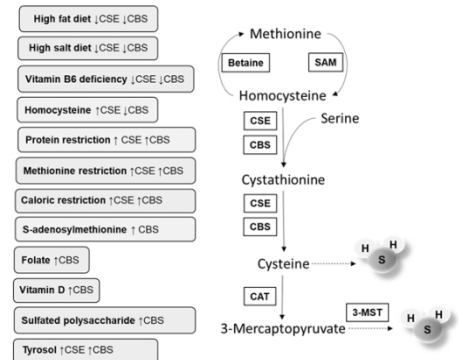 High fat diet ↓CSE ↓CBS
High salt diet ↓CSE ↓CBS
Vitamin B6 deficiency ↓CSE ↓CBS
Homocysteine ↑CSE ↓CBS
Protein restriction ↑ CSE ↑CBS
Methionine restriction ↑CSE ↑CBS
Caloric restriction ↑CSE ↑CBS
S-adenosylmethionine ↑ CBS
Folate ↑CBS
Vitamin D ↑CBS
Sulfated polysaccharide ↑CBS
Tyrosol ↑CSE ↑CBS
Methionine
Betaine
SAM
Homocysteine
CSE
Serine
CBS
Cystathionine
CSE
CBS
Cysteine
H H
S
CAT
3-MST
3-Mercaptopyruvate
H H
S